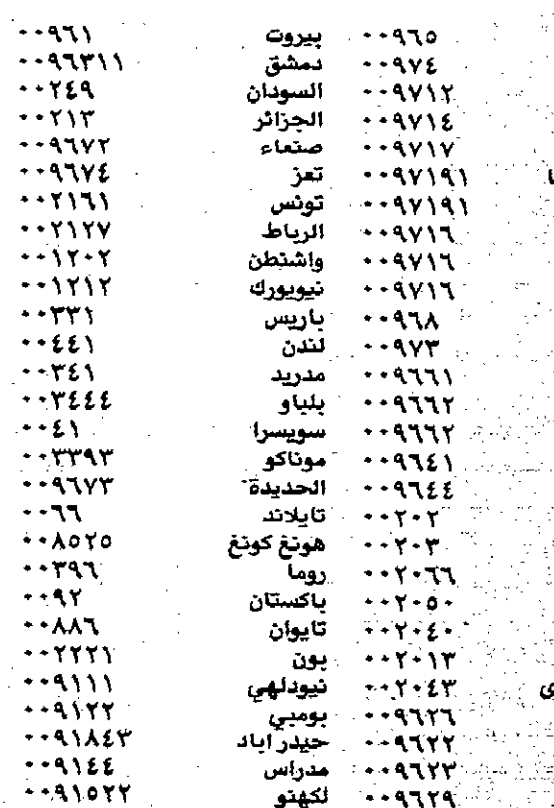 ٠٠٩٦٥ بيروت ٠٠٩٦١
٠٠٩٧٤ دمشق ٠٠٩٦٣١١
٠٠٩٧١٢ السودان ٠٠٢٤٩
٠٠٩٧١٤ الجزائر ٠٠٢١٣
٠٠٩٧١٧ صنعاء ٠٠٩٦٧٢
٠٠٩٧١٩١ تعز ٠٠٩٦٧٤
٠٠٩٧١٩١ تونس ٠٠٢١٦١
٠٠٩٧١٦ الرباط ٠٠٢١٢٧
٠٠٩٧١٦ واشنطن ٠٠١٢٠٢
٠٠٩٧١٦ نيويورك ٠٠١٢١٢
٠٠٩٦٨ باريس ٠٠٣٣١
٠٠٩٧٣ لندن ٠٠٤٤١
٠٠٩٦٦١ مدريد ٠٠٣٤١
٠٠٩٦٦٢ بلباو ٠٠٣٤٤٤
٠٠٩٦٦٢ سويسرا ٠٠٤١
٠٠٩٦٤١ موناكو ٠٠٣٣٩٣
٠٠٩٦٤٤ الحديدة ٠٠٩٦٧٣
٠٠٢٠٢ تايلاند ٠٠٦٦
٠٠٢٠٣ هونغ كونغ ٠٠٨٥٢٥
٠٠٢٠٦٦ روما ٠٠٣٩٦
٠٠٢٠٥٠ باكستان ٠٠٩٢
٠٠٢٠٤٠ تايوان ٠٠٨٨٦
٠٠٢٠١٣ بون ٠٠٢٢٢١
٠٠٢٠٤٣ نيودلهي ٠٠٩١١١
٠٠٩٦٢٦ بومبي ٠٠٩١٢٢
٠٠٩٦٢٢ حيدر اباد ٠٠٩١٨٤٣
٠٠٩٦٢٣ مدراس ٠٠٩١٤٤
٠٠٩٦٢٩ لكهنو ٠٠٩١٥٢٢